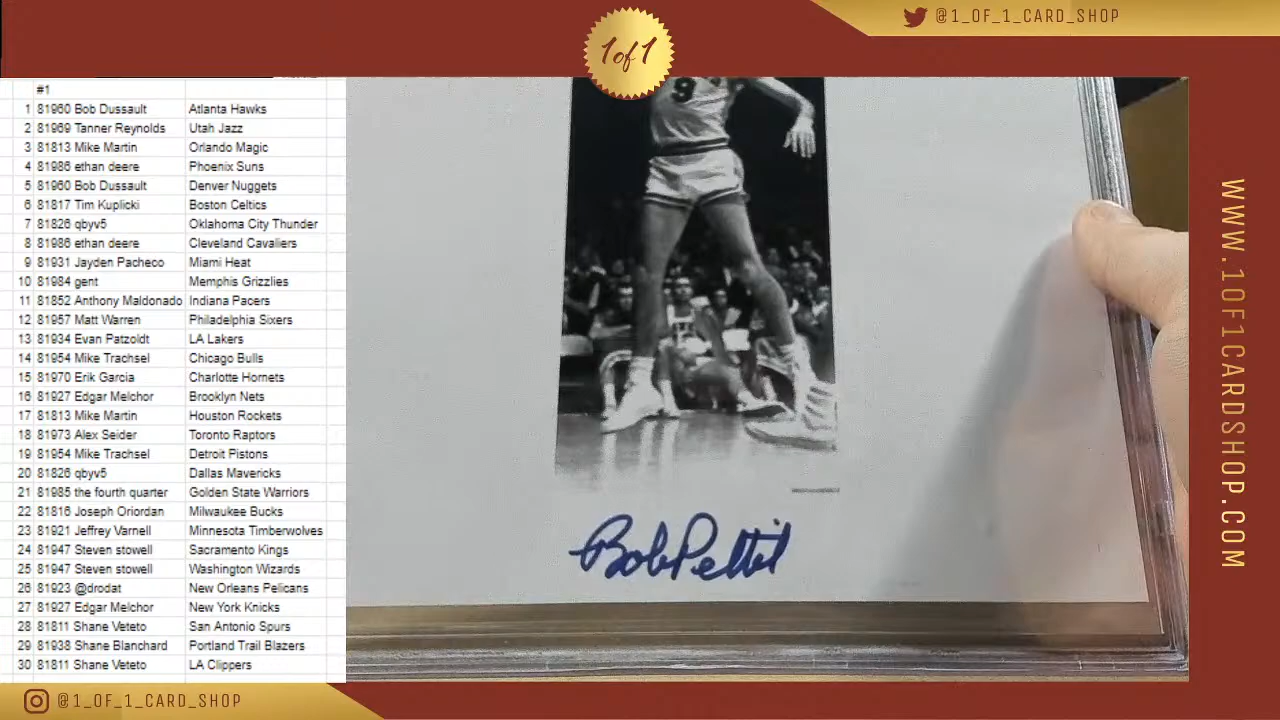 1of1
@1_OF_1_CARD_SHOP
#1
1 81960 Bob Dussault Atlanta Hawks
2 81969 Tanner Reynolds Utah Jazz
3 81813 Mike Martin Orlando Magic
4 81986 ethan deere Phoenix Suns
5 81960 Bob Dussault Denver Nuggets
6 81817 Tim Kuplicki Boston Celtics
7 81826 qbyv5 Oklahoma City Thunder
8 81986 ethan deere Cleveland Cavaliers
9 81931 Jayden Pacheco Miami Heat
10 81984 gent Memphis Grizzlies
11 81852 Anthony Maldonado Indiana Pacers
12 81957 Matt Warren Philadelphia Sixers
13 81934 Evan Patzoldt LA Lakers
14 81954 Mike Trachsel Chicago Bulls
15 81970 Erik Garcia Charlotte Hornets
16 81927 Edgar Melchor Brooklyn Nets
17 81813 Mike Martin Houston Rockets
18 81973 Alex Seider Toronto Raptors
19 81954 Mike Trachsel Detroit Pistons
20 81826 qbyv5 Dallas Mavericks
21 81985 the fourth quarter Golden State Warriors
22 81816 Joseph Oriordan Milwaukee Bucks
23 81921 Jeffrey Varnell Minnesota Timberwolves
24 81947 Steven stowell Sacramento Kings
25 81947 Steven stowell Washington Wizards
26 81923 @drodat New Orleans Pelicans
27 81927 Edgar Melchor New York Knicks
28 81811 Shane Veteto San Antonio Spurs
29 81938 Shane Blanchard Portland Trail Blazers
30 81811 Shane Veteto LA Clippers
9
Bob Pettit
WWW.1OF1CARDSHOP.COM
@1_OF_1_CARD_SHOP